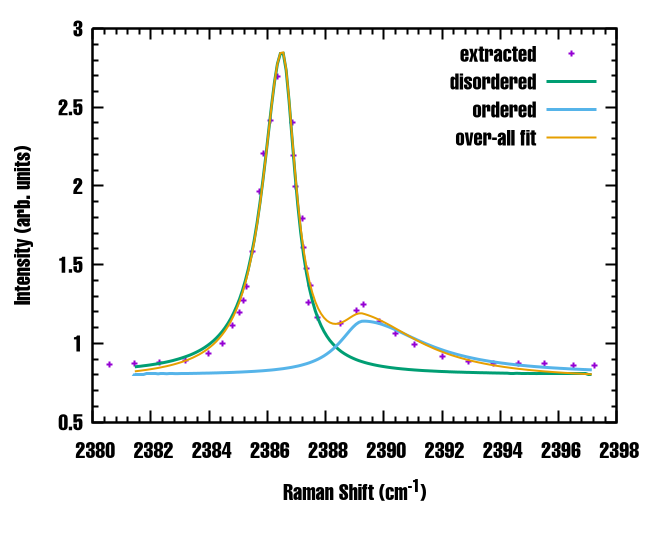 3
2.5
2
1.5
1
0.5
2380 2382 2384 2386 2388 2390 2392 2394 2396 2398
Intensity (arb. units)
Raman Shift (cm-1)
extracted
disordered
ordered
over-all fit